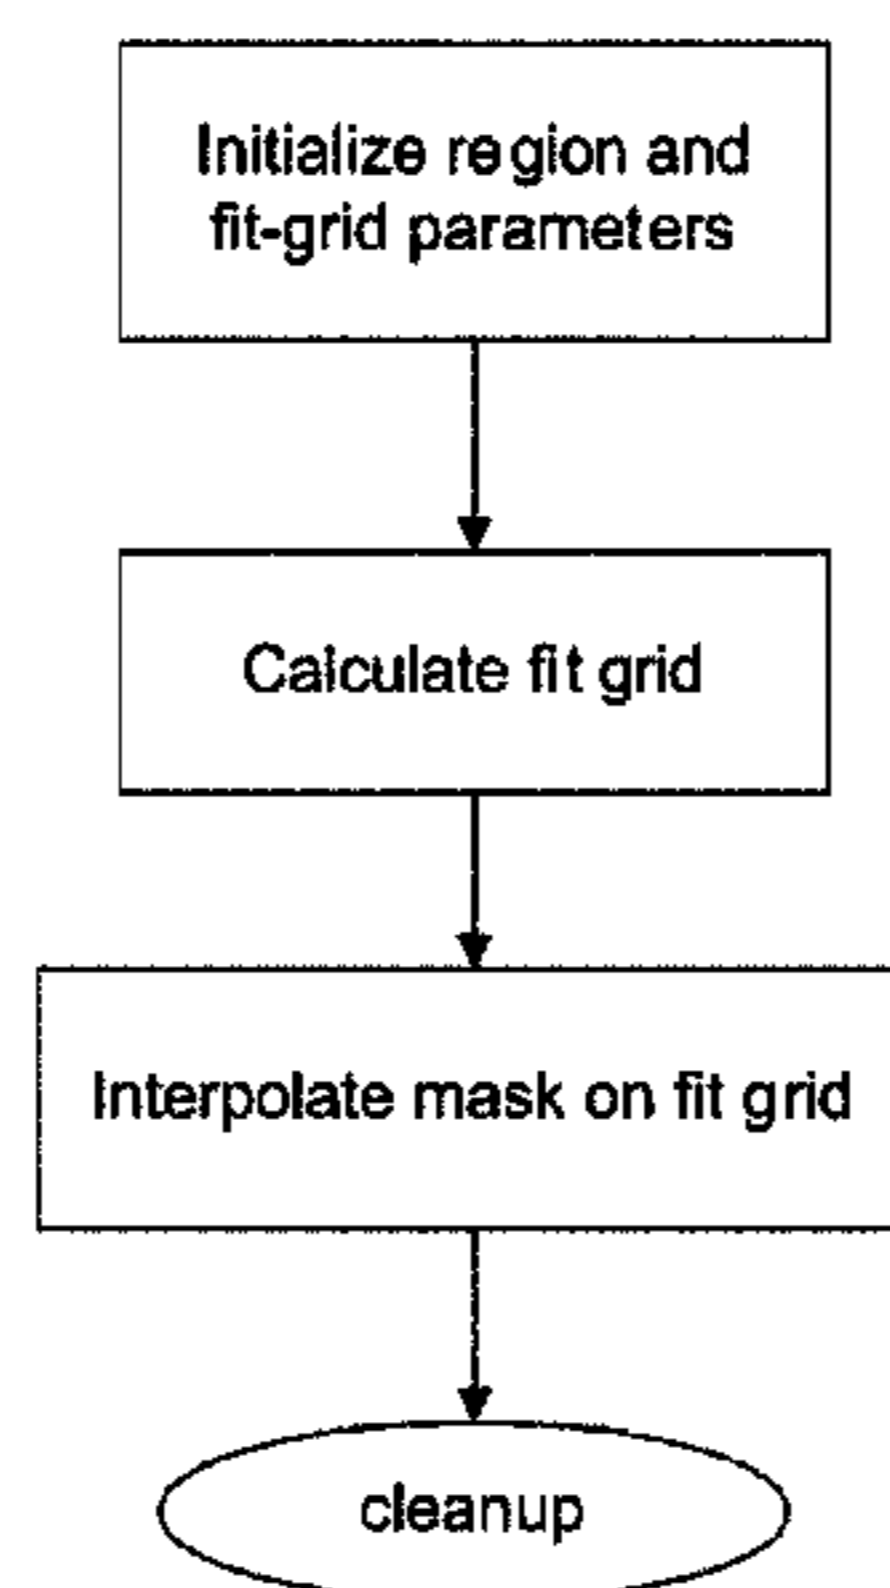 Initialize region and
fit-grid parameters
Calculate fit grid
Interpolate mask on fit grid
cleanup